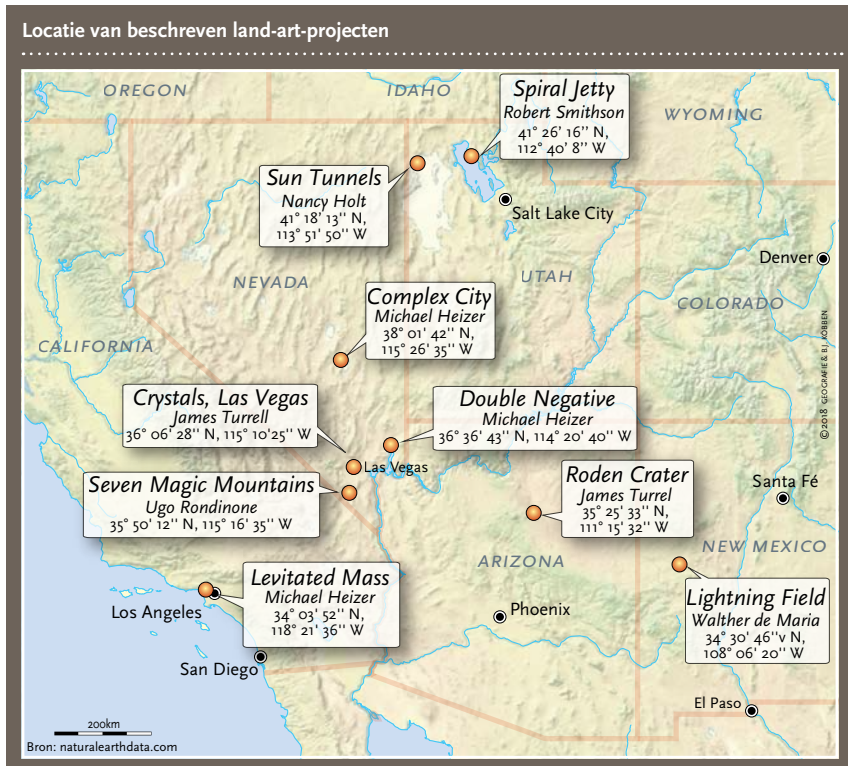 Locatie van beschreven land-art-projecten
OREGON
IDAHO
WYOMING
Spiral Jetty
Robert Smithson
41° 26' 16'' N,
112° 40' 8'' W
Sun Tunnels
Nancy Holt
41° 18' 13'' N,
113° 51' 50'' W
Salt Lake City
Denver
NEVADA
UTAH
COLORADO
Complex City
Michael Heizer
38° 01' 42'' N,
115° 26' 35'' W
CALIFORNIA
©2018 GEOGRAFIE & B.J. KÖBBEN
Crystals, Las Vegas
James Turrell
36° 06' 28'' N, 115° 10'25'' W
Double Negative
Michael Heizer
36° 36' 43'' N, 114° 20' 40'' W
Las Vegas
Seven Magic Mountains
Ugo Rondinone
35° 50' 12'' N, 115° 16' 35'' W
Roden Crater
James Turrel
35° 25' 33'' N,
111° 15' 32'' W
Santa Fé
ARIZONA
NEW MEXICO
Levitated Mass
Michael Heizer
34° 03' 52'' N,
118° 21' 36'' W
Los Angeles
Phoenix
Lightning Field
Walther de Maria
34° 30' 46''v N,
108° 06' 20'' W
San Diego
El Paso
200km
Bron: naturalearthdata.com